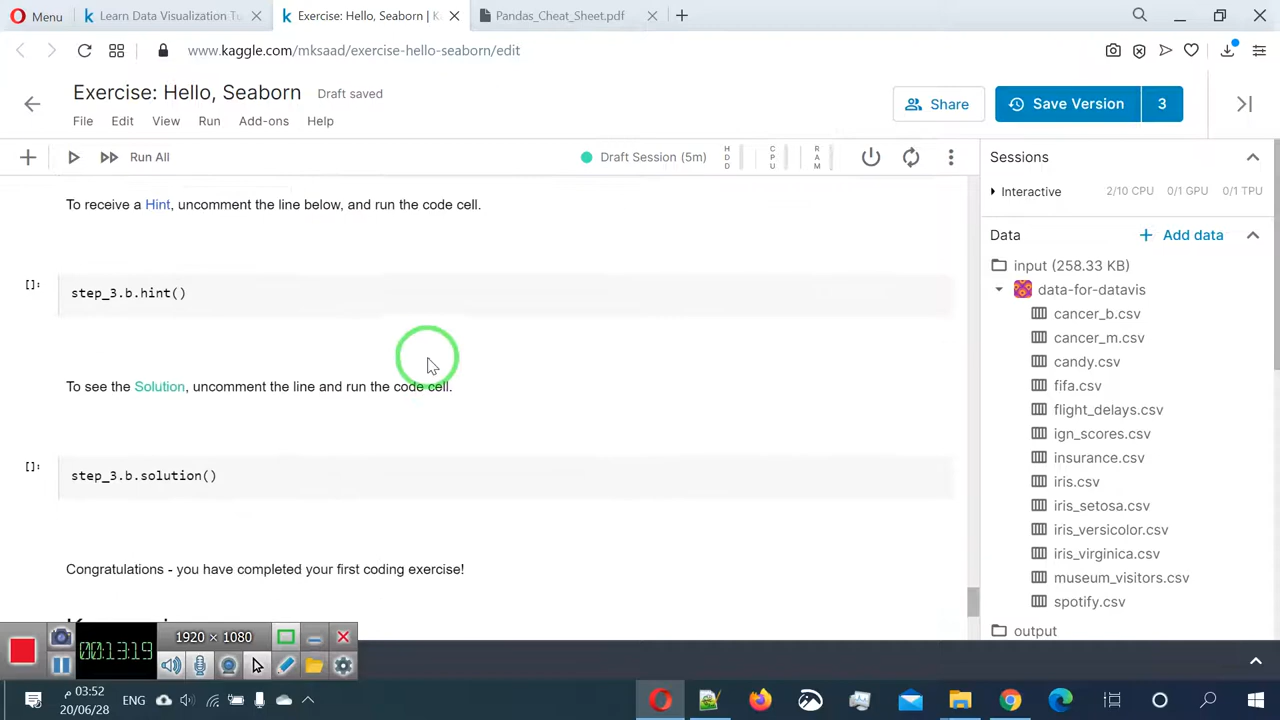 Menu
Learn Data Visualization Tu
Exercise: Hello, Seaborn | K
Pandas_Cheat_Sheet.pdf
www.kaggle.com/mksaad/exercise-hello-seaborn/edit
Exercise: Hello, Seaborn
Draft saved
Share
Save Version
3
File Edit View Run Add-ons Help
Run All
Draft Session (5m)
HDD
CPU
RAM
Sessions
Interactive
2/10 CPU 0/1 GPU 0/1 TPU
Data
+ Add data
input (258.33 KB)
data-for-datavis
cancer_b.csv
cancer_m.csv
candy.csv
fifa.csv
flight_delays.csv
ign_scores.csv
insurance.csv
iris.csv
iris_setosa.csv
iris_versicolor.csv
iris_virginica.csv
museum_visitors.csv
spotify.csv
output
To receive a Hint, uncomment the line below, and run the code cell.
[]:
step_3.b.hint()
To see the Solution, uncomment the line and run the code cell.
[]:
step_3.b.solution()
Congratulations - you have completed your first coding exercise!
1920 × 1080
00:13:19
03:52 م
20/06/28
Eng